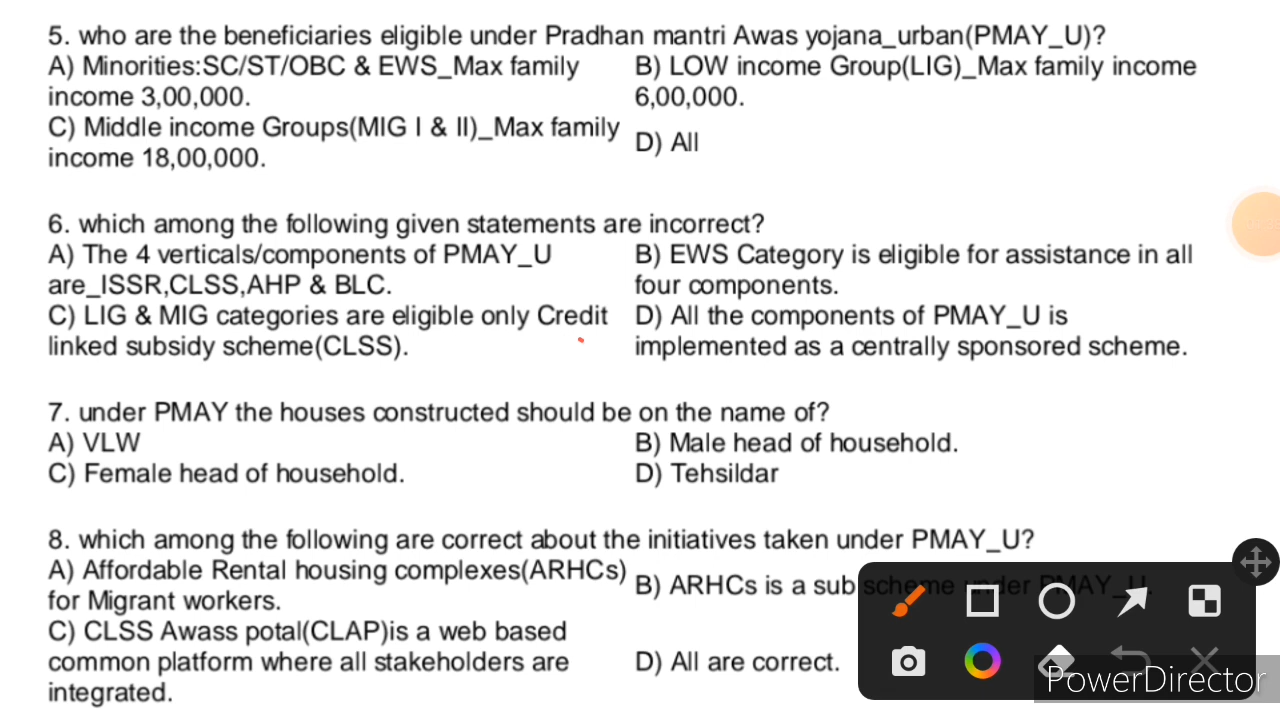 5. who are the beneficiaries eligible under Pradhan mantri Awas yojana_urban(PMAY_U)?
A) Minorities:SC/ST/OBC & EWS_Max family
income 3,00,000.
B) LOW income Group(LIG)_Max family income
6,00,000.
C) Middle income Groups(MIG I & II)_Max family
income 18,00,000.
D) All
6. which among the following given statements are incorrect?
A) The 4 verticals/components of PMAY_U
are_ISSR,CLSS,AHP & BLC.
B) EWS Category is eligible for assistance in all
four components.
C) LIG & MIG categories are eligible only Credit
linked subsidy scheme(CLSS).
D) All the components of PMAY_U is
implemented as a centrally sponsored scheme.
7. under PMAY the houses constructed should be on the name of?
A) VLW
B) Male head of household.
C) Female head of household.
D) Tehsildar
8. which among the following are correct about the initiatives taken under PMAY_U?
A) Affordable Rental housing complexes(ARHCs)
for Migrant workers.
B) ARHCs is a sub scheme under PMAY_U.
C) CLSS Awass potal(CLAP)is a web based
common platform where all stakeholders are
integrated.
D) All are correct.
PowerDirector